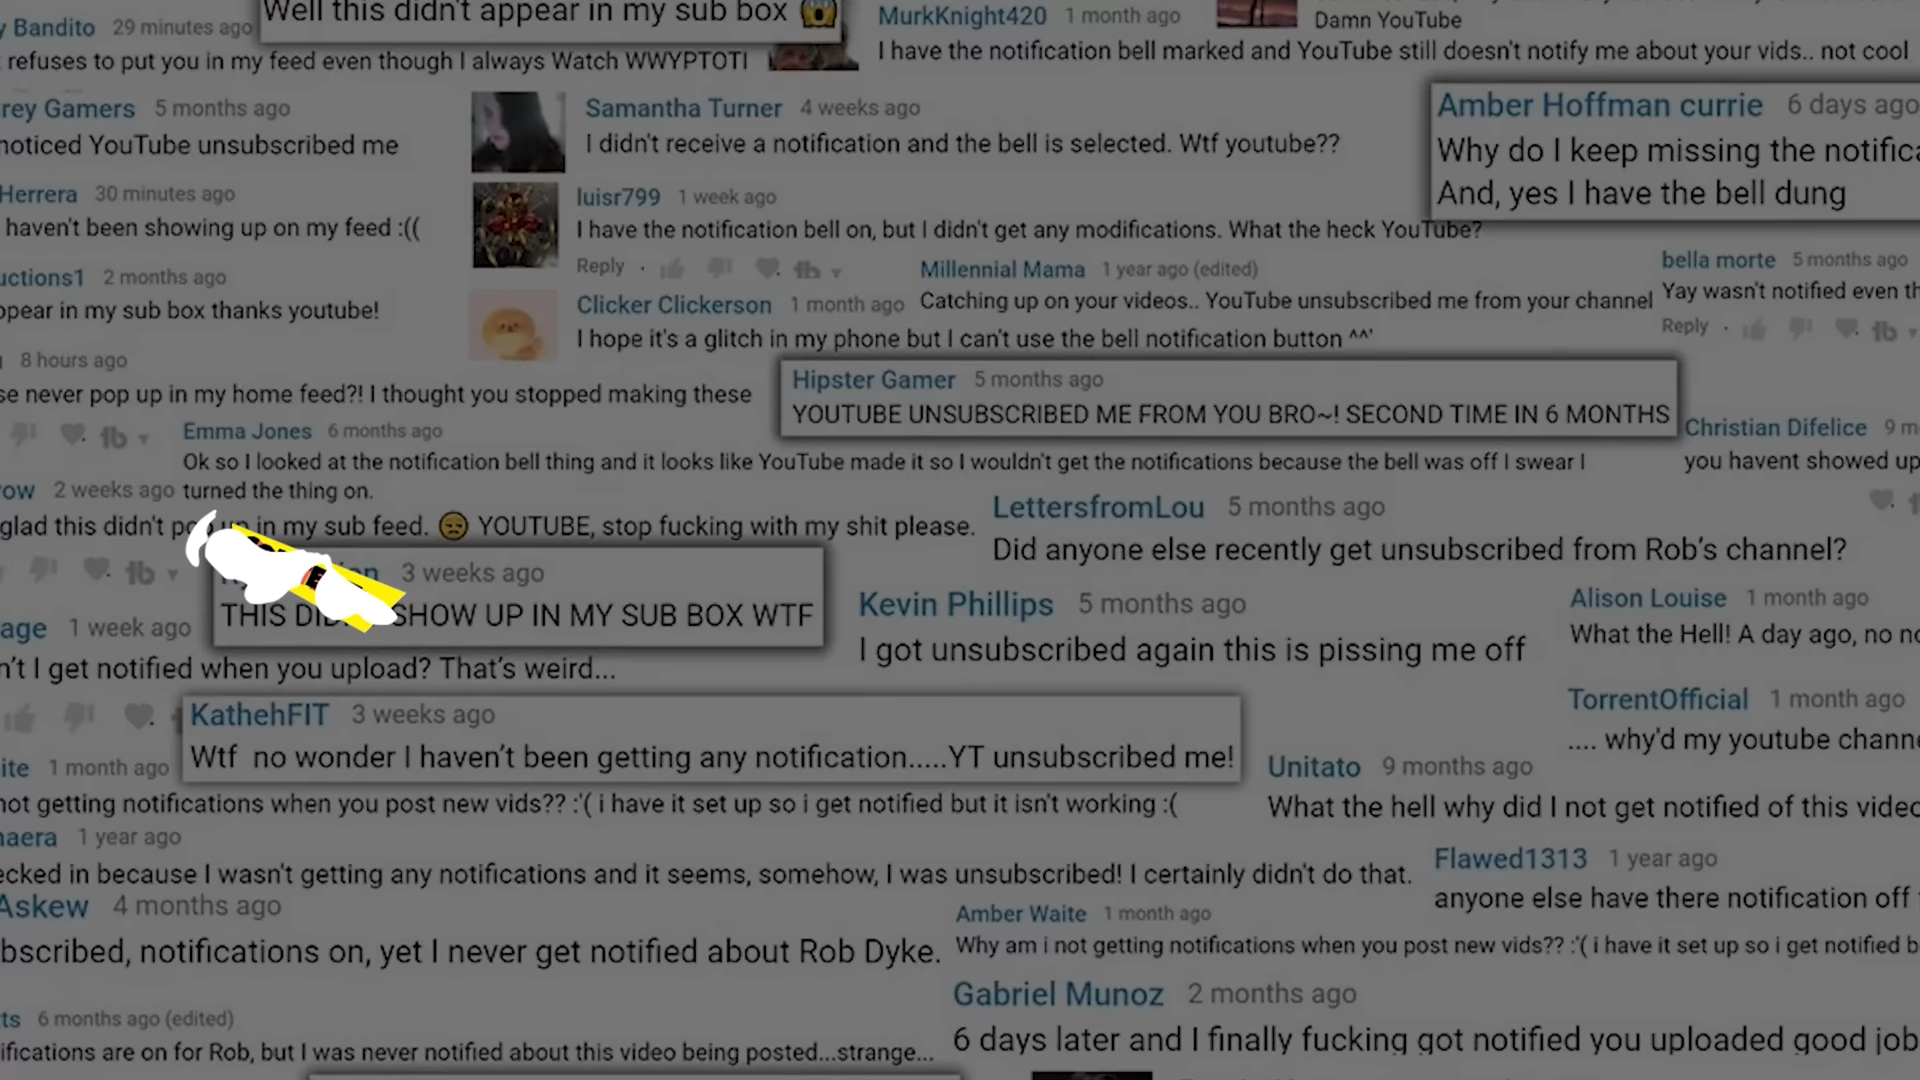 Well this didn't appear in my sub box 😱
MurkKnight420 1 month ago
Damn YouTube
y Bandito 29 minutes ago
I have the notification bell marked and YouTube still doesn't notify me about your vids.. not cool
refuses to put you in my feed even though I always Watch WWYPTOTI
rey Gamers 5 months ago
noticed YouTube unsubscribed me
Samantha Turner 4 weeks ago
I didn't receive a notification and the bell is selected. Wtf youtube??
Amber Hoffman currie 6 days ago
Why do I keep missing the notifica
And, yes I have the bell dung
Herrera 30 minutes ago
haven't been showing up on my feed :((
luisr799 1 week ago
I have the notification bell on, but I didn't get any modifications. What the heck YouTube?
Reply
uctions1 2 months ago
ppear in my sub box thanks youtube!
Millennial Mama 1 year ago (edited)
Catching up on your videos.. YouTube unsubscribed me from your channel
bella morte 5 months ago
Yay wasn't notified even th
Reply
Clicker Clickerson 1 month ago
I hope it's a glitch in my phone but I can't use the bell notification button ^^'
8 hours ago
se never pop up in my home feed?! I thought you stopped making these
Hipster Gamer 5 months ago
YOUTUBE UNSUBSCRIBED ME FROM YOU BRO~! SECOND TIME IN 6 MONTHS
Emma Jones 6 months ago
Ok so I looked at the notification bell thing and it looks like YouTube made it so I wouldn't get the notifications because the bell was off I swear I
turned the thing on.
Christian Difelice 9 m
you havent showed up
ow 2 weeks ago
glad this didn't pop up in my sub feed. 😒 YOUTUBE, stop fucking with my shit please.
LettersfromLou 5 months ago
Did anyone else recently get unsubscribed from Rob's channel?
3 weeks ago
THIS SHOW UP IN MY SUB BOX WTF
Kevin Phillips 5 months ago
I got unsubscribed again this is pissing me off
Alison Louise 1 month ago
What the Hell! A day ago, no no
age 1 week ago
n't I get notified when you upload? That's weird...
KathehFIT 3 weeks ago
Wtf no wonder I haven't been getting any notification.....YT unsubscribed me!
TorrentOfficial 1 month ago
.... why'd my youtube channe
ite 1 month ago
not getting notifications when you post new vids?? :'( i have it set up so i get notified but it isn't working :(
Unitato 9 months ago
What the hell why did I not get notified of this video
naera 1 year ago
ecked in because I wasn't getting any notifications and it seems, somehow, I was unsubscribed! I certainly didn't do that.
Flawed1313 1 year ago
anyone else have there notification off
Askew 4 months ago
bscribed, notifications on, yet I never get notified about Rob Dyke.
Amber Waite 1 month ago
Why am i not getting notifications when you post new vids?? :'( i have it set up so i get notified b
Gabriel Munoz 2 months ago
6 days later and I finally fucking got notified you uploaded good job
ts 6 months ago (edited)
ifications are on for Rob, but I was never notified about this video being posted...strange...